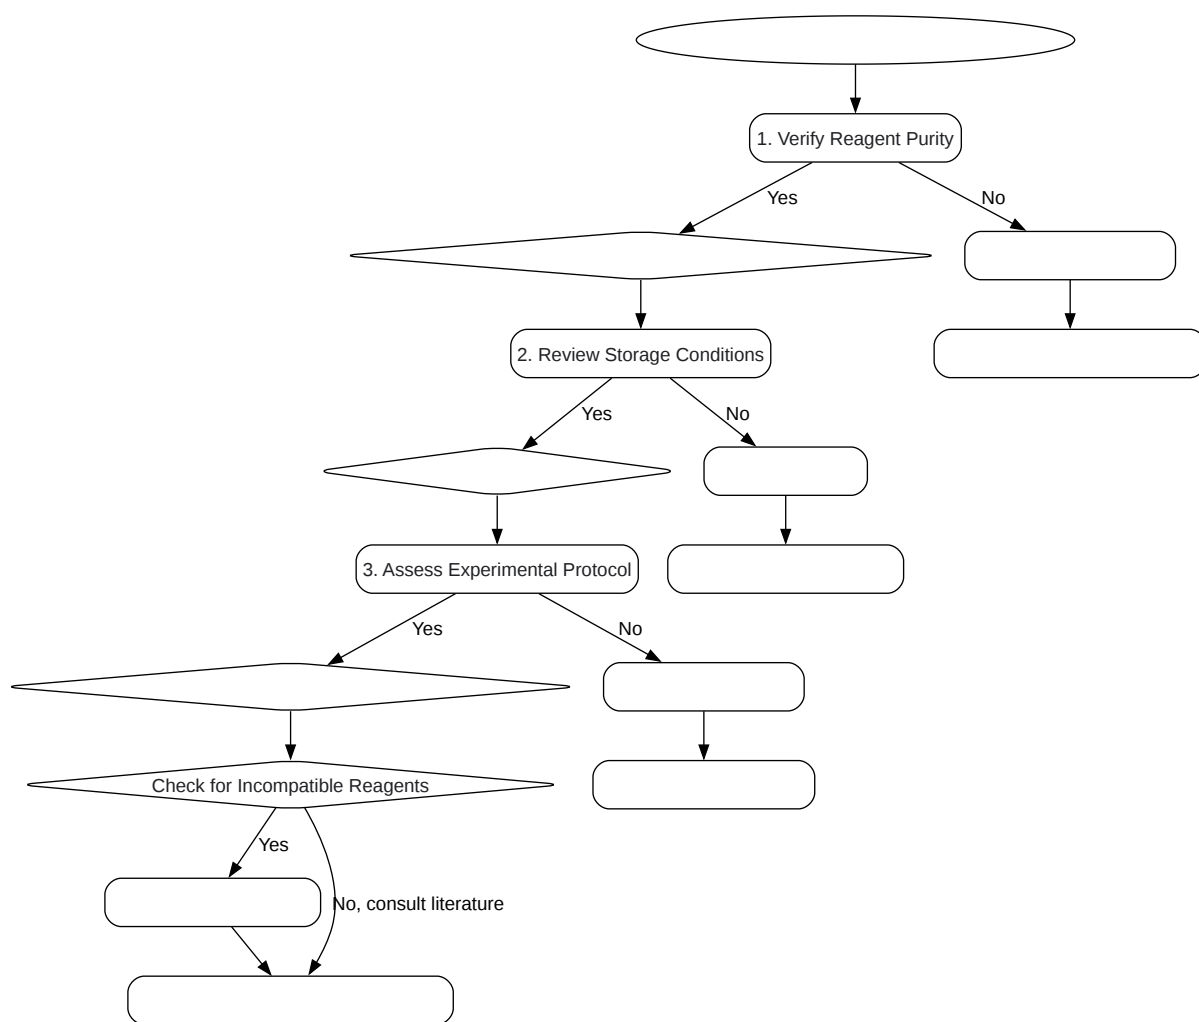 1. Verify Reagent Purity
Yes
No
2. Review Storage Conditions
Yes
No
3. Assess Experimental Protocol
Yes
No
Check for Incompatible Reagents
Yes
No, consult literature